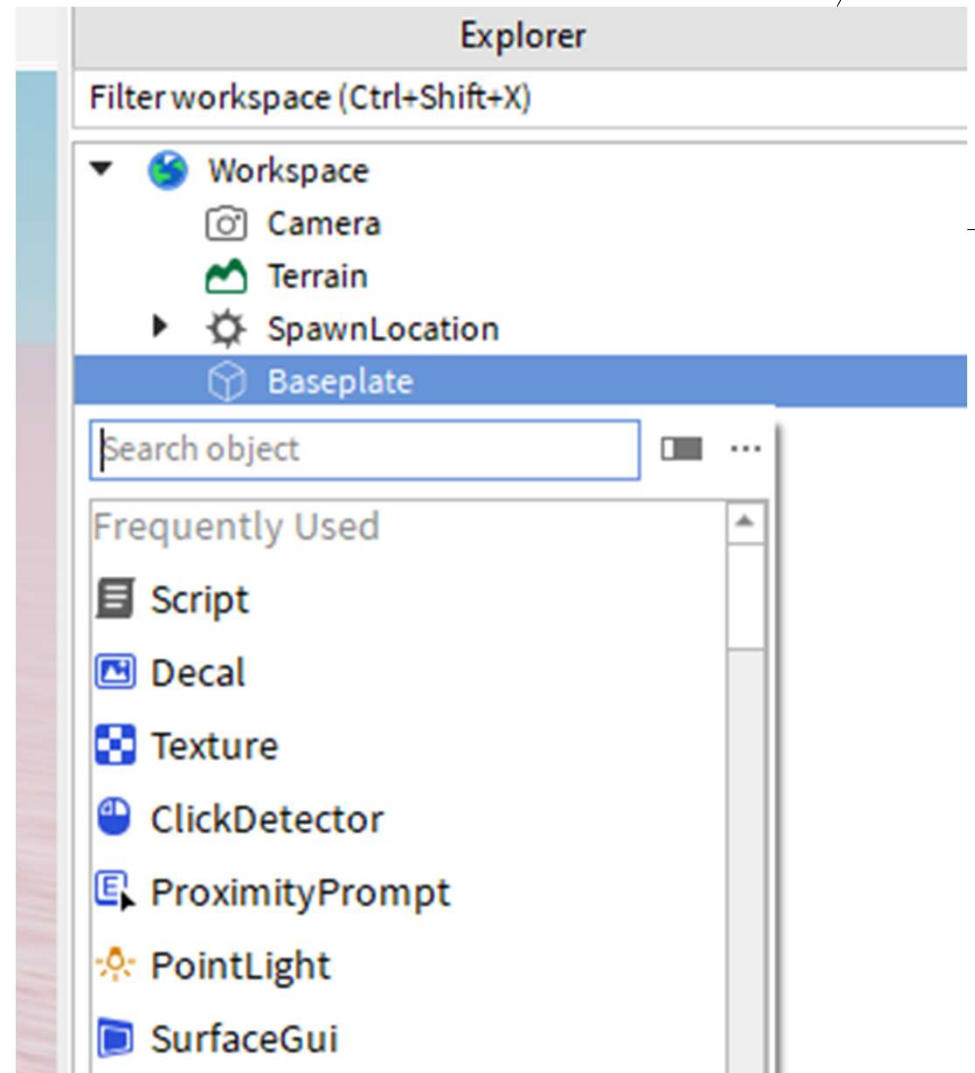 Explorer
Filter workspace (Ctrl+Shift+X)
Workspace
Camera
Terrain
SpawnLocation
Baseplate
Search object
Frequently Used
Script
Decal
Texture
ClickDetector
ProximityPrompt
PointLight
SurfaceGui